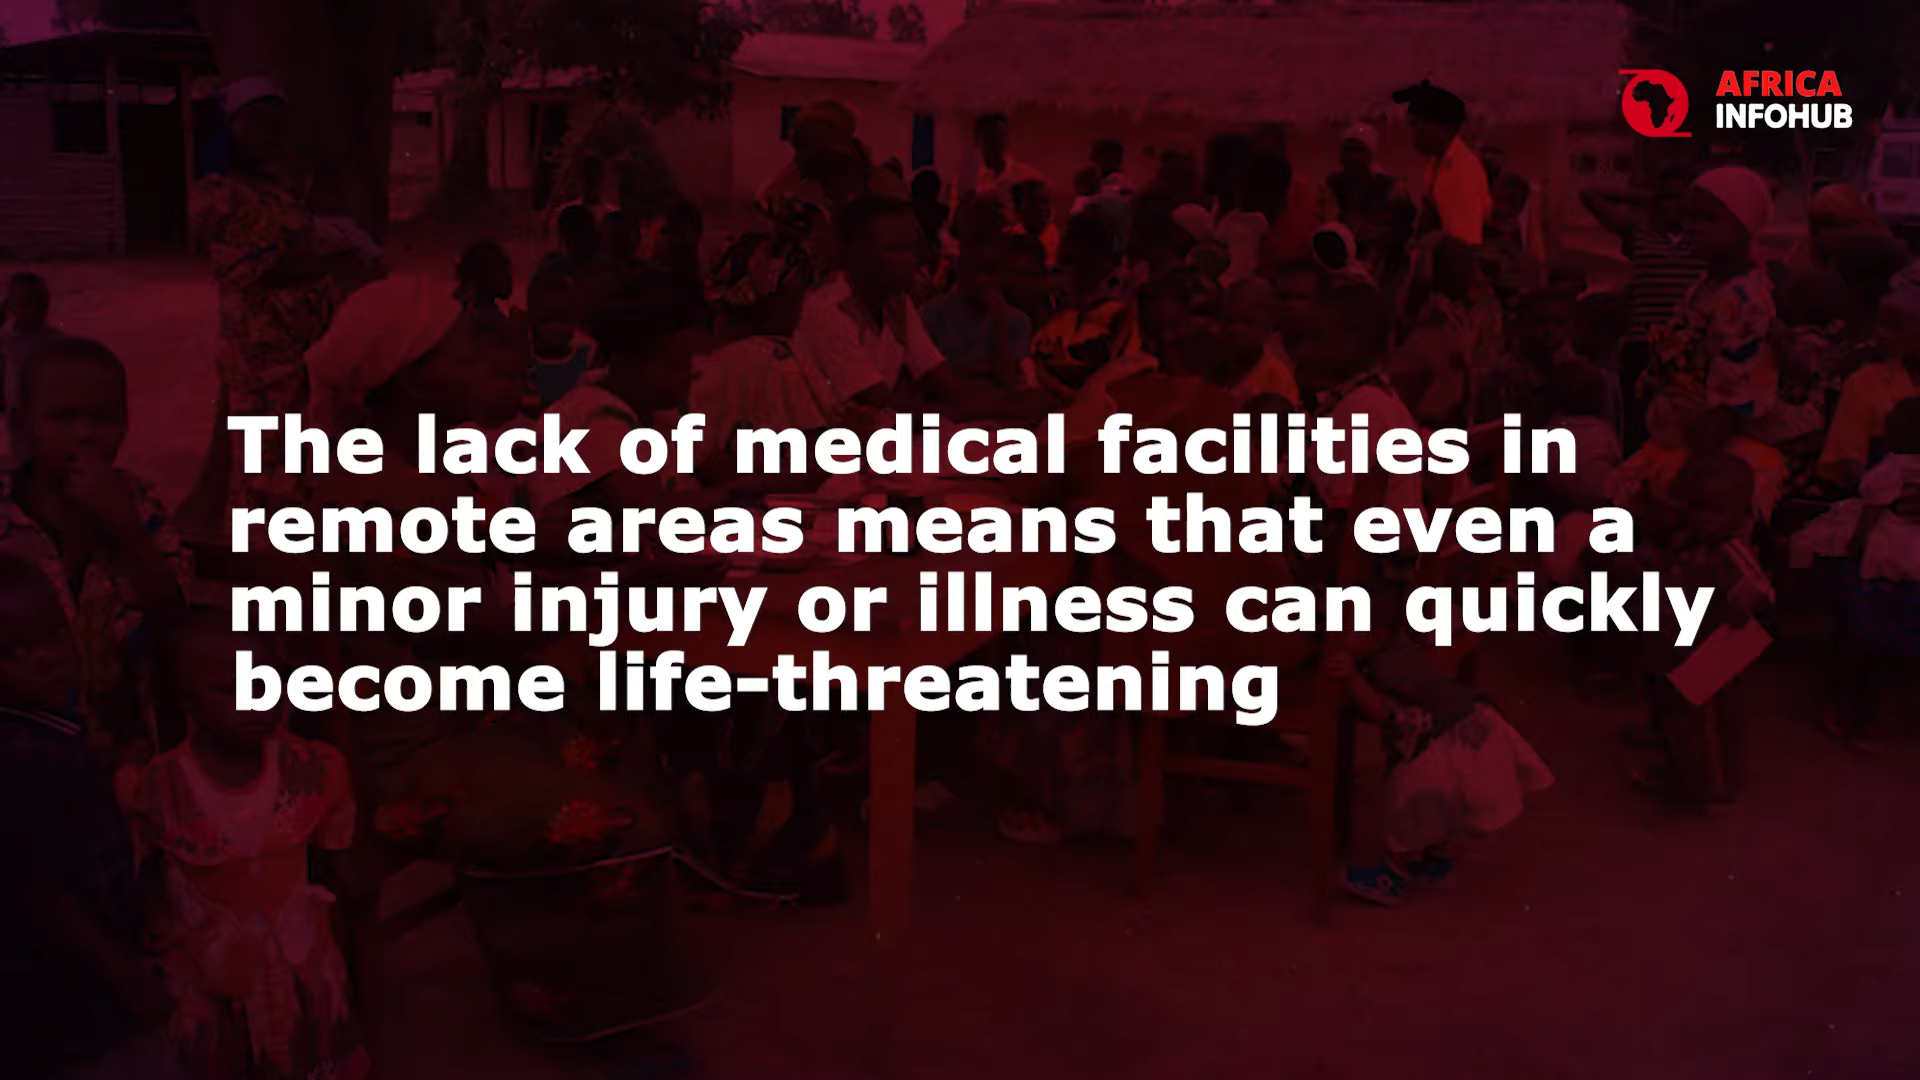 AFRICA
INFOHUB
The lack of medical facilities in
remote areas means that even a
minor injury or illness can quickly
become life-threatening